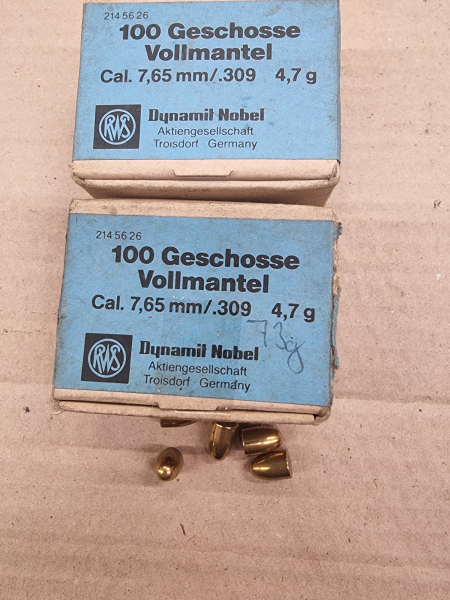 214 56 26
100 Geschosse
Vollmantel
Cal. 7,65 mm/.309 4,7 g
RWS
Dynamit Nobel
Aktiengesellschaft
Troisdorf · Germany
214 56 26
100 Geschosse
Vollmantel
Cal. 7,65 mm/.309 4,7 g
73g
RWS
Dynamit Nobel
Aktiengesellschaft
Troisdorf · Germany